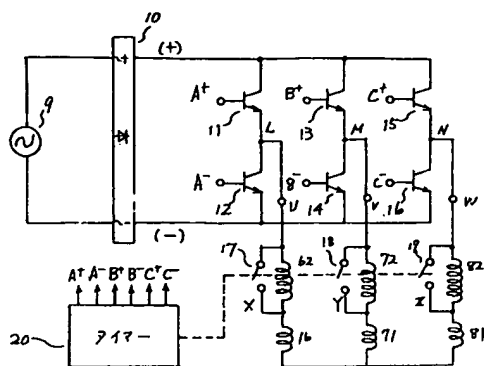 10
(+)
9
A+
B+
C+
11
13
15
L
M
N
A-
8-
C-
12
14
16
U
V
W
(-)
17
62
18
72
19
82
A+ A- B+ B- C+ C-
X
Y
Z
20
タイマー
16
71
81